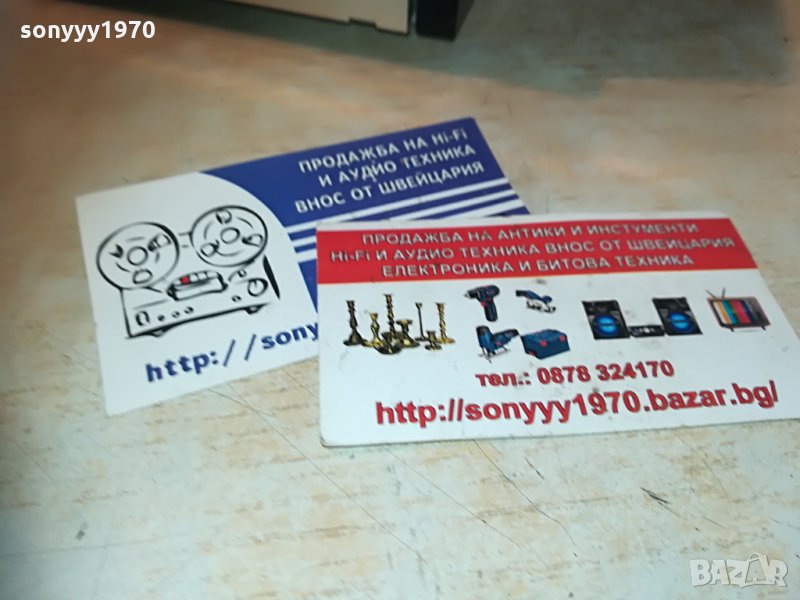 sonyyy1970
ПРОДАЖБА НА Hi-Fi
И АУДИО ТЕХНИКА
ВНОС ОТ ШВЕЙЦАРИЯ
http://sony
ПРОДАЖБА НА АНТИКИ И ИНСТУМЕНТИ
Hi-Fi И АУДИО ТЕХНИКА ВНОС ОТ ШВЕЙЦАРИЯ
ЕЛЕКТРОНИКА И БИТОВА ТЕХНИКА
тел.: 0878 324170
http://sonyyy1970.bazar.bg/
BAZAR